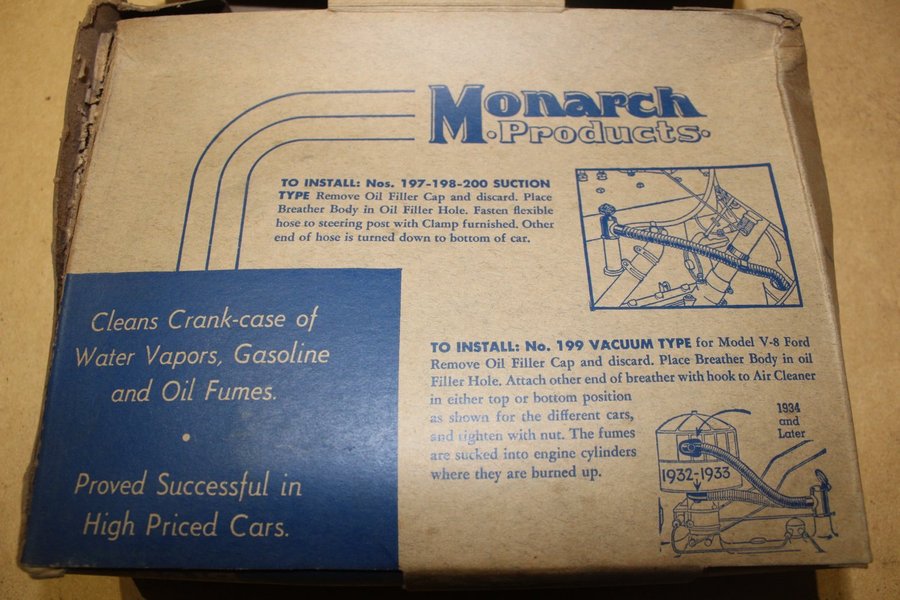 Monarch
·Products·
TO INSTALL: Nos. 197-198-200 SUCTION
TYPE Remove Oil Filler Cap and discard. Place
Breather Body in Oil Filler Hole. Fasten flexible
hose to steering post with Clamp furnished. Other
end of hose is turned down to bottom of car.
Cleans Crank-case of
Water Vapors, Gasoline
and Oil Fumes.
•
Proved Successful in
High Priced Cars.
TO INSTALL: No. 199 VACUUM TYPE for Model V-8 Ford
Remove Oil Filler Cap and discard. Place Breather Body in oil
Filler Hole. Attach other end of breather with hook to Air Cleaner
in either top or bottom position
as shown for the different cars,
and tighten with nut. The fumes
are sucked into engine cylinders
where they are burned up.
1934
and
Later
1932-1933